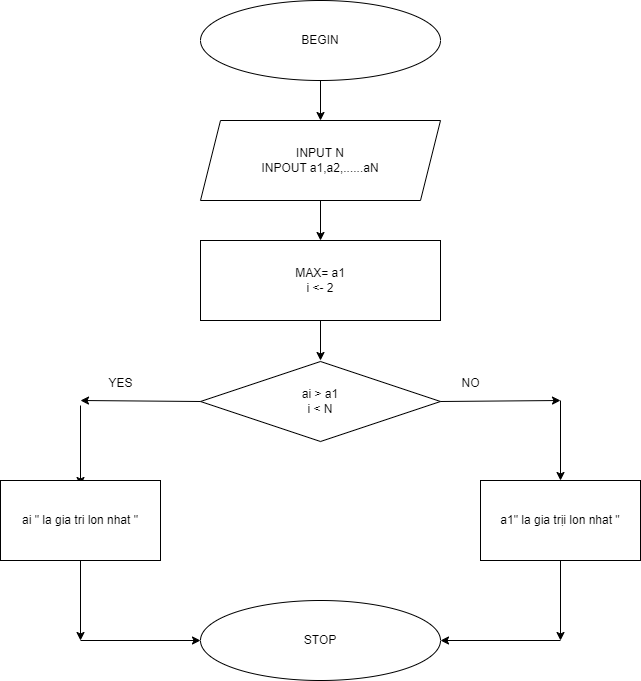 BEGIN
INPUT N
INPOUT a1,a2,......aN
MAX= a1
i <- 2
YES
NO
ai > a1
i < N
ai " la gia tri lon nhat "
a1" la gia trịi lon nhat "
STOP